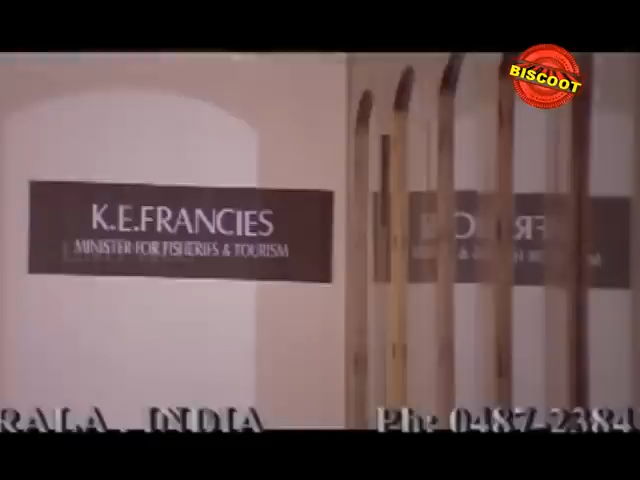 BISCOOT
K.E.FRANCIES
MINISTER FOR FISHERIES & TOURISM
RALA . INDIA Ph: 0487-2384